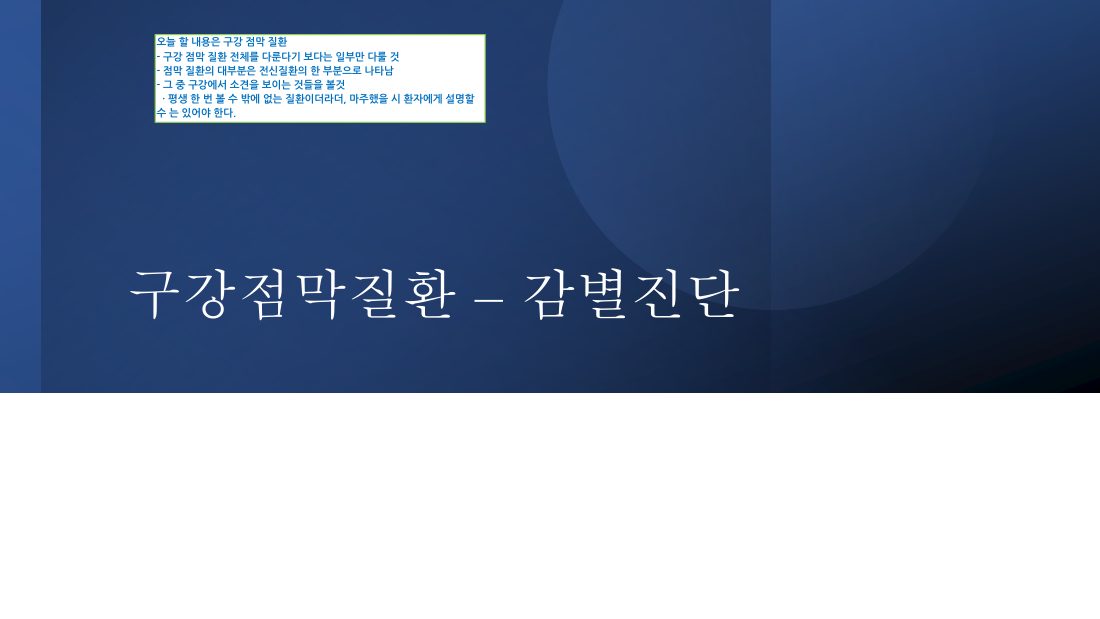 오늘 할 내용은 구강 점막 질환
- 구강 점막 질환 전체를 다룬다기 보다는 일부만 다룰 것
- 점막 질환의 대부분은 전신질환의 한 부분으로 나타남
- 그 중 구강에서 소견을 보이는 것들을 볼것
· 평생 한 번 볼 수 밖에 없는 질환이더라더, 마주했을 시 환자에게 설명할
수 는 있어야 한다.
구강점막질환 – 감별진단